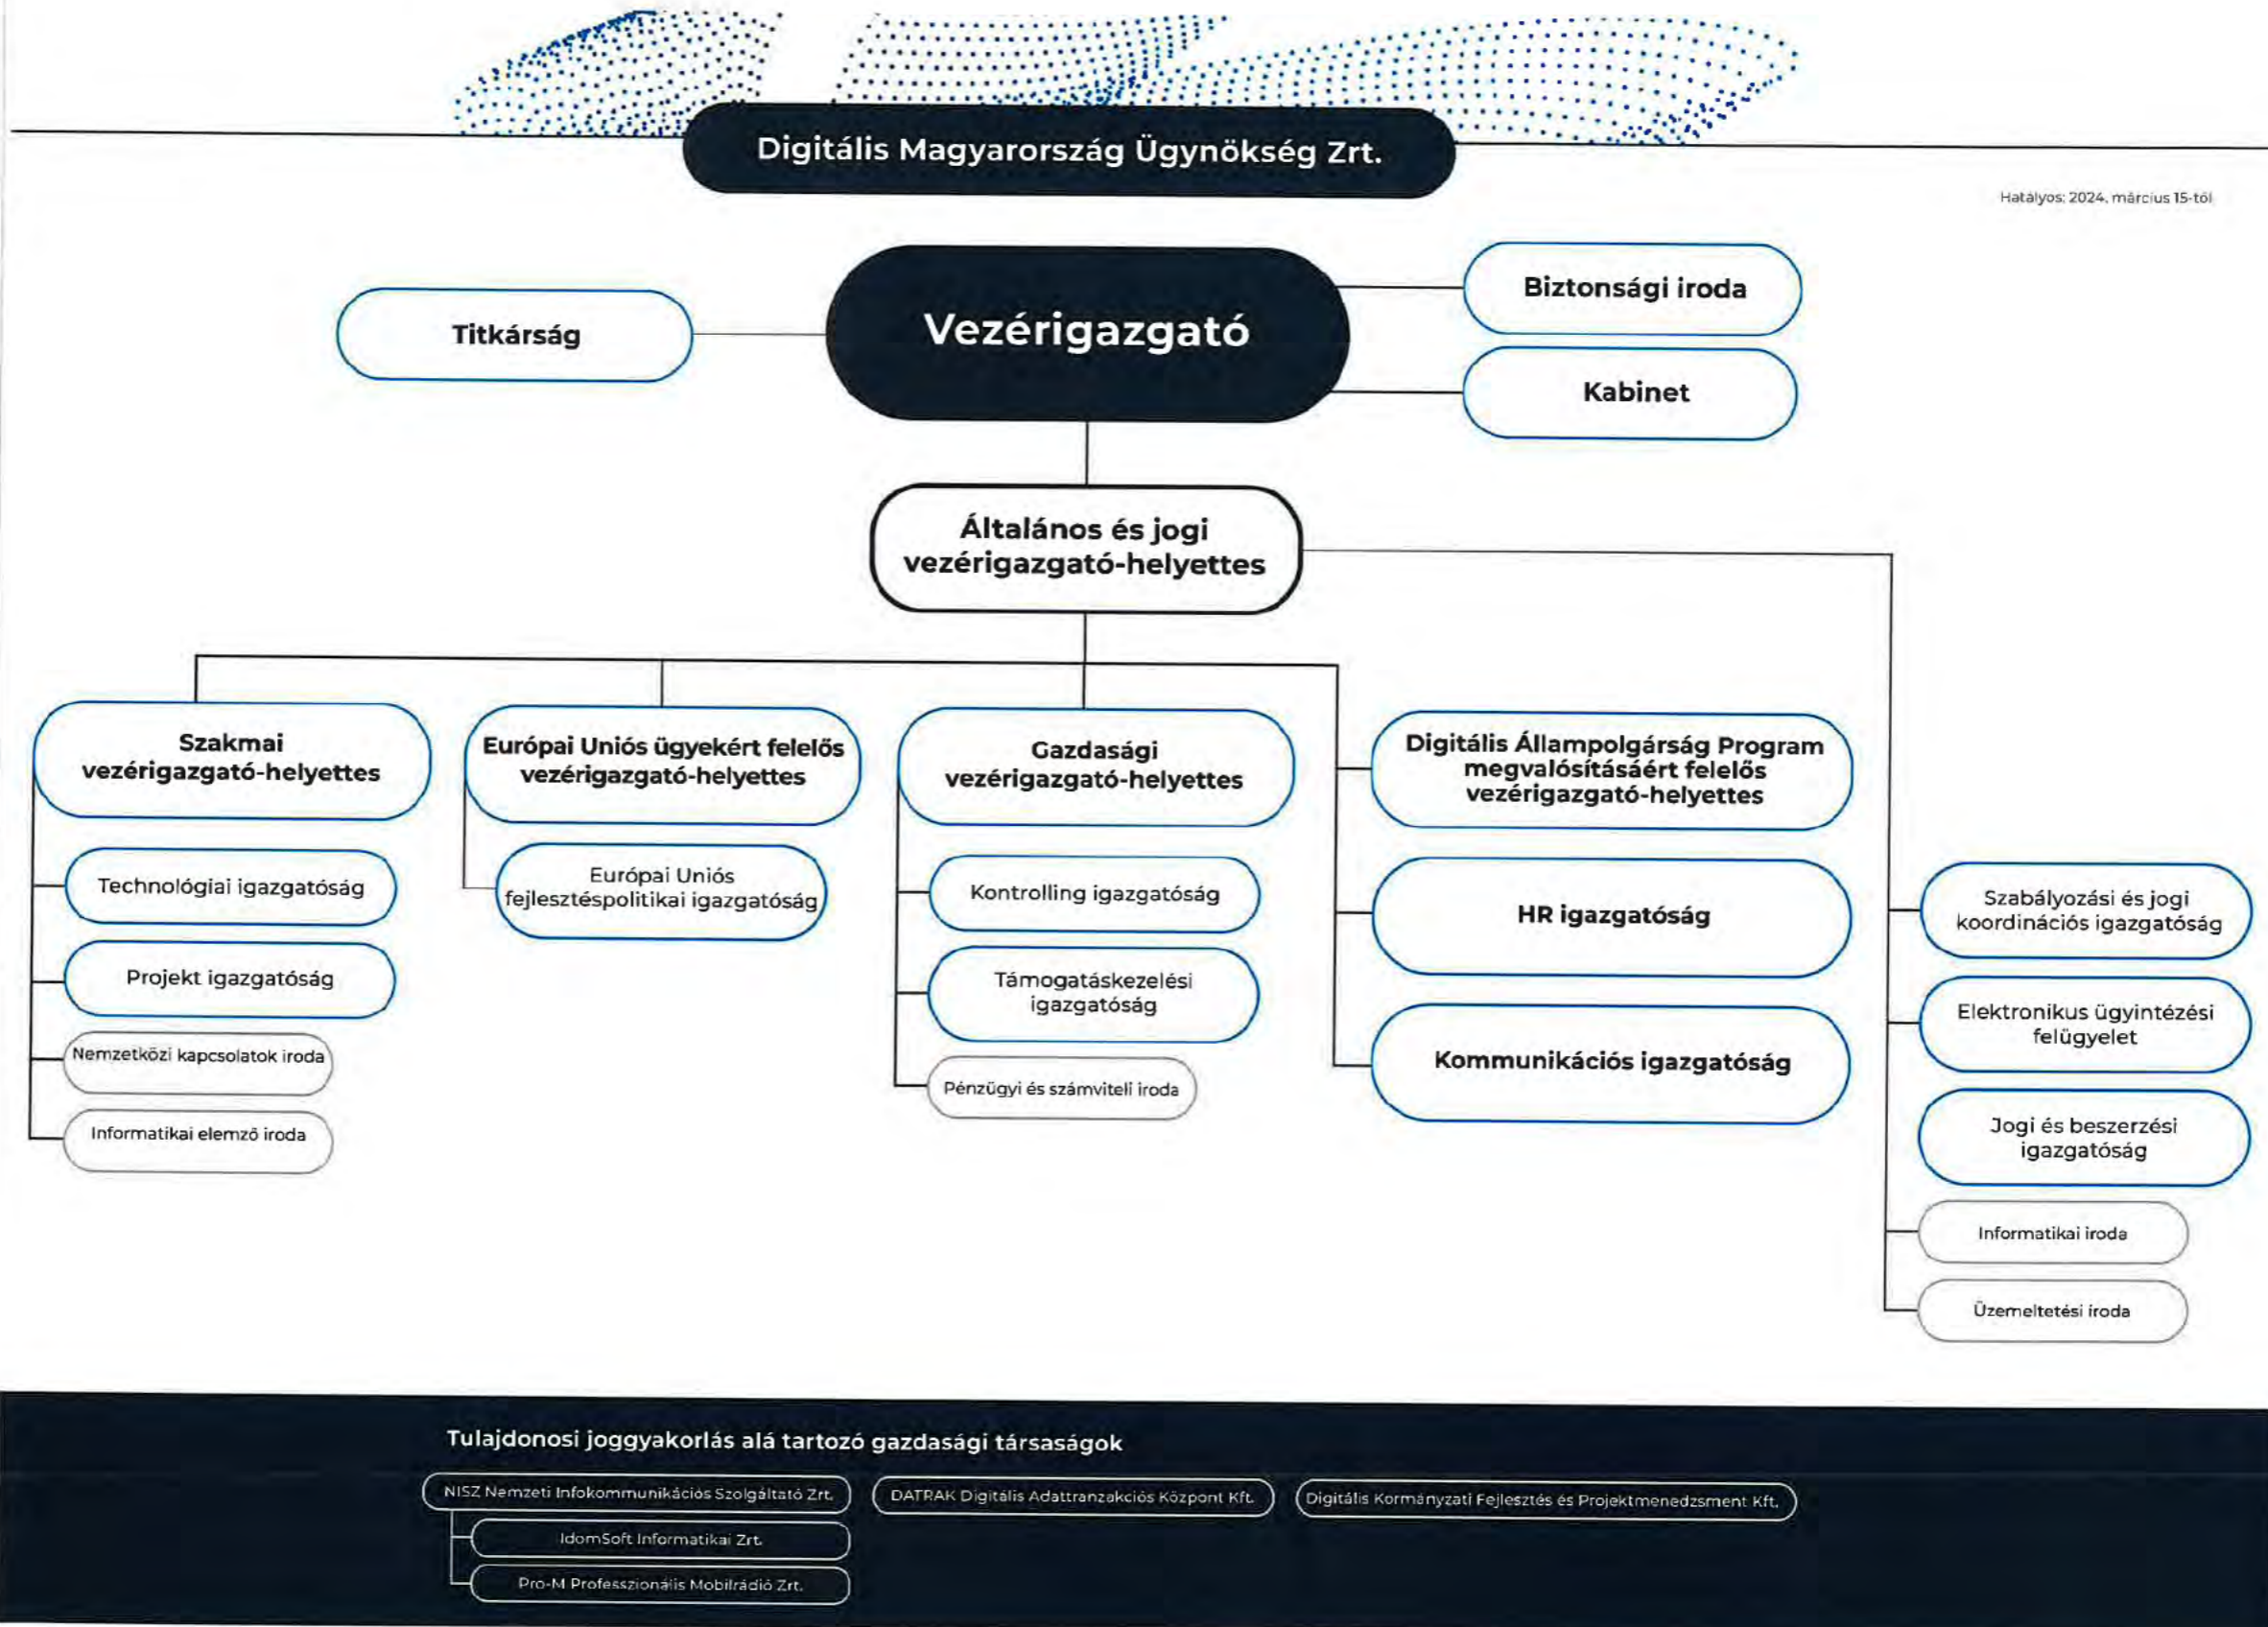 Digitális Magyarország Ügynökség Zrt.
Hatályos: 2024. március 15-től
Titkárság
Vezérigazgató
Biztonsági iroda
Kabinet
Általános és jogi
vezérigazgató-helyettes
Szakmai
vezérigazgató-helyettes
Technológiai igazgatóság
Projekt igazgatóság
Nemzetközi kapcsolatok iroda
Informatikai elemző iroda
Európai Uniós ügyekért felelős
vezérigazgató-helyettes
Európai Uniós
fejlesztéspolitikai igazgatóság
Gazdasági
vezérigazgató-helyettes
Kontrolling igazgatóság
Támogatáskezelési
igazgatóság
Pénzügyi és számviteli iroda
Digitális Állampolgárság Program
megvalósításáért felelős
vezérigazgató-helyettes
HR igazgatóság
Kommunikációs igazgatóság
Szabályozási és jogi
koordinációs igazgatóság
Elektronikus ügyintézési
felügyelet
Jogi és beszerzési
igazgatóság
Informatikai iroda
Üzemeltetési iroda
Tulajdonosi joggyakorlás alá tartozó gazdasági társaságok
NISZ Nemzeti Infokommunikációs Szolgáltató Zrt.
IdomSoft Informatikai Zrt.
Pro-M Professzionális Mobilrádió Zrt.
DATRAK Digitális Adattranzakciós Központ Kft.
Digitális Kormányzati Fejlesztés és Projektmenedzsment Kft.